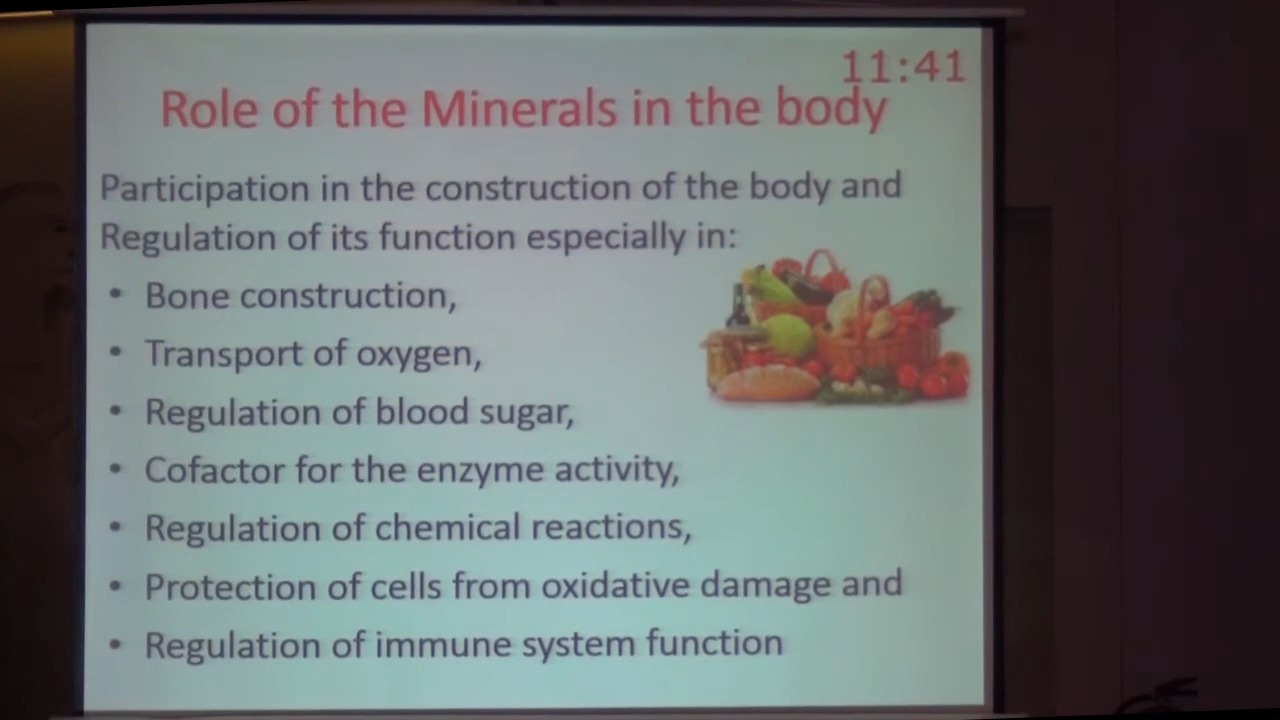 11:41
Role of the Minerals in the body
Participation in the construction of the body and
Regulation of its function especially in:
• Bone construction,
• Transport of oxygen,
• Regulation of blood sugar,
• Cofactor for the enzyme activity,
• Regulation of chemical reactions,
• Protection of cells from oxidative damage and
• Regulation of immune system function